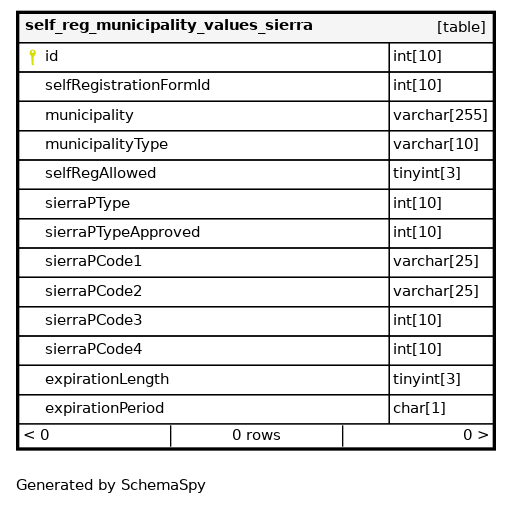 self_reg_municipality_values_sierra [table]
id int[10]
selfRegistrationFormId int[10]
municipality varchar[255]
municipalityType varchar[10]
selfRegAllowed tinyint[3]
sierraPType int[10]
sierraPTypeApproved int[10]
sierraPCode1 varchar[25]
sierraPCode2 varchar[25]
sierraPCode3 int[10]
sierraPCode4 int[10]
expirationLength tinyint[3]
expirationPeriod char[1]
< 0 0 rows 0 >
Generated by SchemaSpy